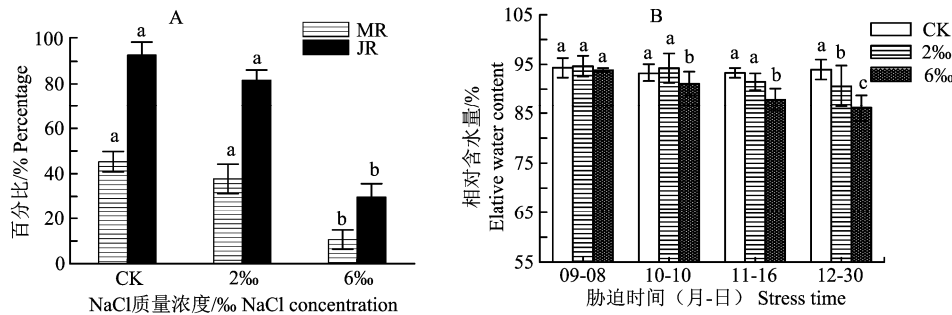 A
MR
JR
百分比/% Percentage
100
80
60
40
20
0
a
a
a
a
b
b
CK
2‰
6‰
NaCl质量浓度/‰ NaCl concentration
B
CK
2‰
6‰
相对含水量/%
Elative water content
105
95
85
75
65
55
a a a
a a b
a a b
a b c
09-08
10-10
11-16
12-30
胁迫时间（月-日） Stress time